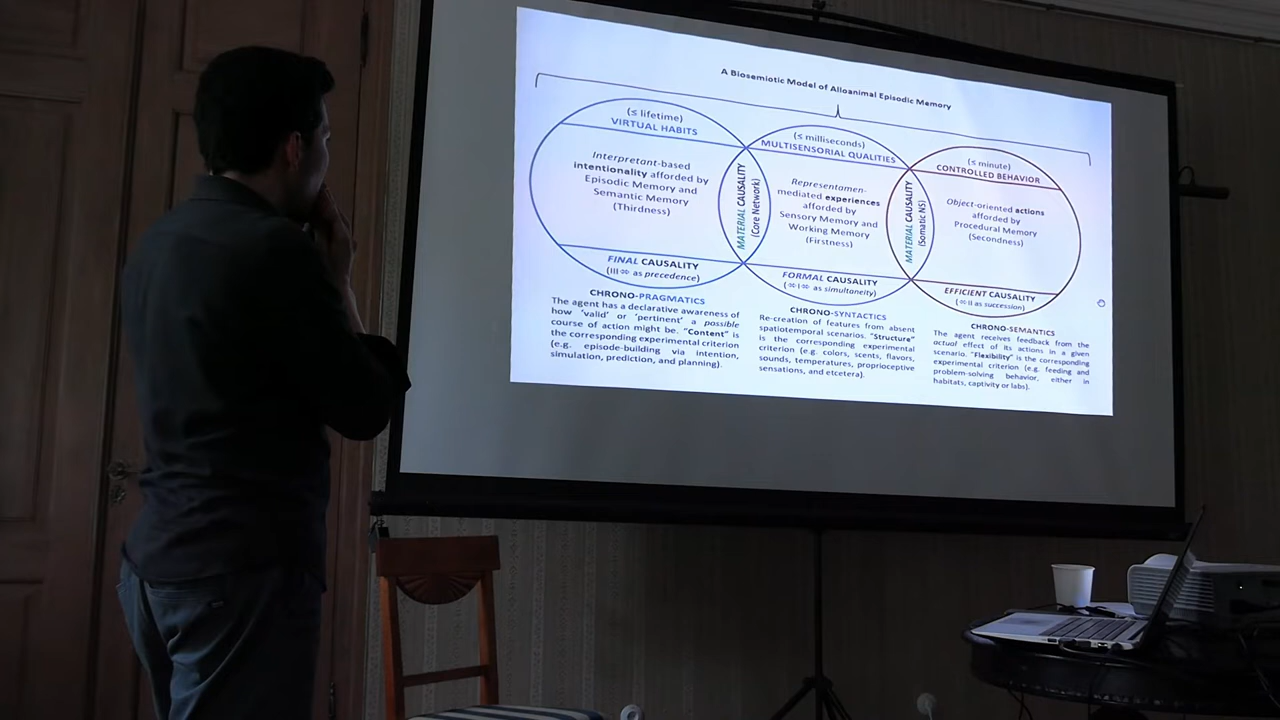 A Biosemiotic Model of Alloanimal Episodic Memory
(≤ lifetime)
VIRTUAL HABITS
Interpretant-based
intentionality afforded by
Episodic Memory and
Semantic Memory
(Thirdness)
FINAL CAUSALITY
(III as precedence)
MATERIAL CAUSALITY
(Core Network)
(≤ milliseconds)
MULTISENSORIAL QUALITIES
Representamen-
mediated experiences
afforded by
Sensory Memory and
Working Memory
(Firstness)
FORMAL CAUSALITY
(I as simultaneity)
MATERIAL CAUSALITY
(Somatic NS)
(≤ minute)
CONTROLLED BEHAVIOR
Object-oriented actions
afforded by
Procedural Memory
(Secondness)
EFFICIENT CAUSALITY
(II as succession)
CHRONO-PRAGMATICS
The agent has a declarative awareness of
how 'valid' or 'pertinent' a possible
course of action might be. "Content" is
the corresponding experimental criterion
(e.g. episode-building via intention,
simulation, prediction, and planning).
CHRONO-SYNTACTICS
Re-creation of features from absent
spatiotemporal scenarios. "Structure"
is the corresponding experimental
criterion (e.g. colors, scents, flavors,
sounds, temperatures, proprioceptive
sensations, and etcetera).
CHRONO-SEMANTICS
The agent receives feedback from the
actual effect of its actions in a given
scenario. "Flexibility" is the corresponding
experimental criterion (e.g. feeding and
problem-solving behavior, either in
habitats, captivity or labs).